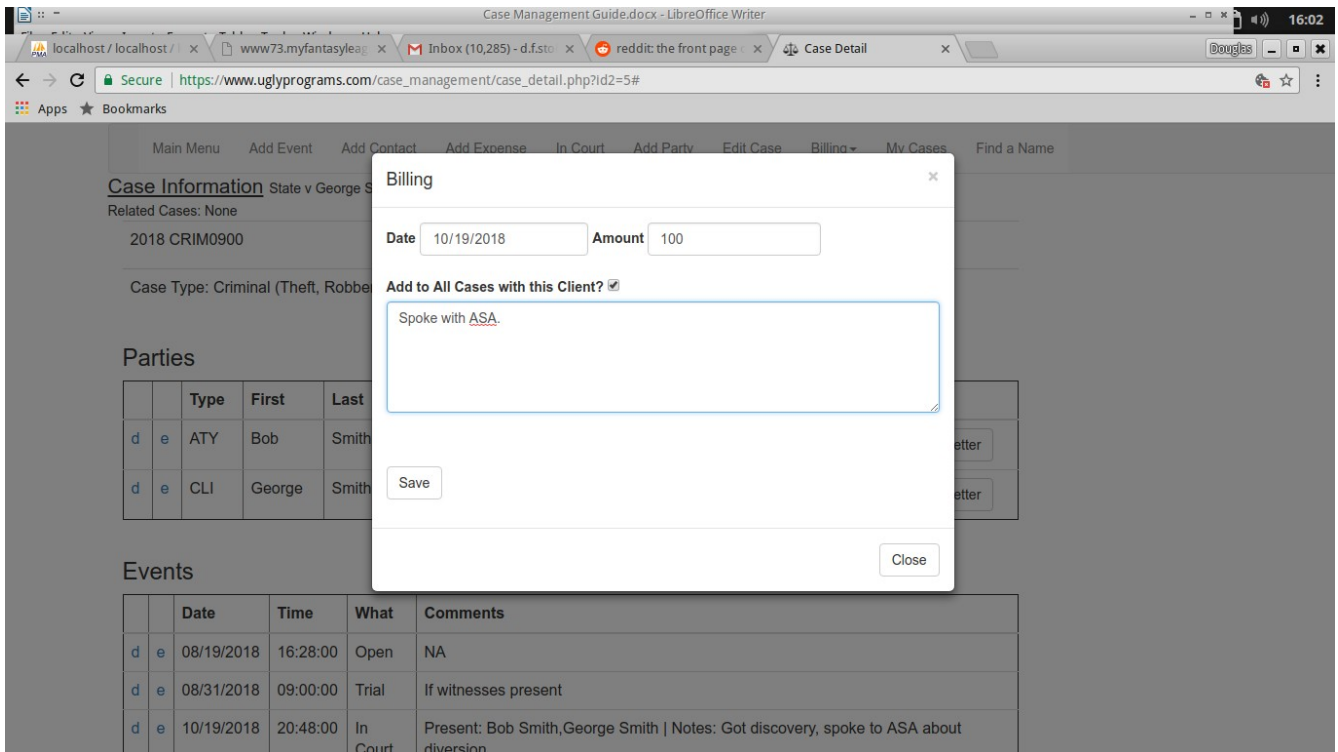 Case Management Guide.docx - LibreOffice Writer
16:02
localhost / localhost /
www73.myfantasyleag
Inbox (10,285) - d.f.sto
reddit: the front page
Case Detail
Douglas
Secure | https://www.uglyprograms.com/case_management/case_detail.php?id2=5#
Apps Bookmarks
Main Menu Add Event Add Contact Add Expense In Court Add Party Edit Case Billing My Cases Find a Name
Case Information State v George S
Related Cases: None
2018 CRIM0900
Case Type: Criminal (Theft, Robbe
Billing ×
Date 10/19/2018 Amount 100
Add to All Cases with this Client?
Spoke with ASA.
Save
Close
Parties
Type First Last
d e ATY Bob Smith etter
d e CLI George Smith etter
Events
Date Time What Comments
d e 08/19/2018 16:28:00 Open NA
d e 08/31/2018 09:00:00 Trial If witnesses present
d e 10/19/2018 20:48:00 In Court Present: Bob Smith,George Smith | Notes: Got discovery, spoke to ASA about
diversion